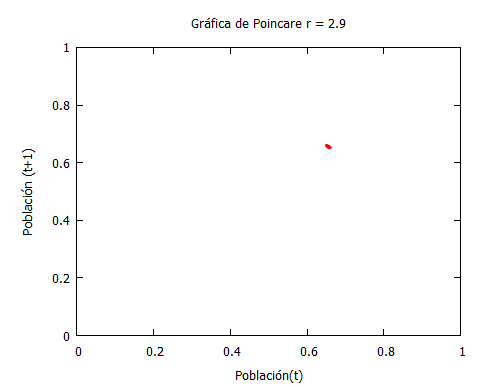 Gráfica de Poincare r = 2.9
1
0.8
0.6
0.4
0.2
0
0 0.2 0.4 0.6 0.8 1
Población (t+1)
Población(t)